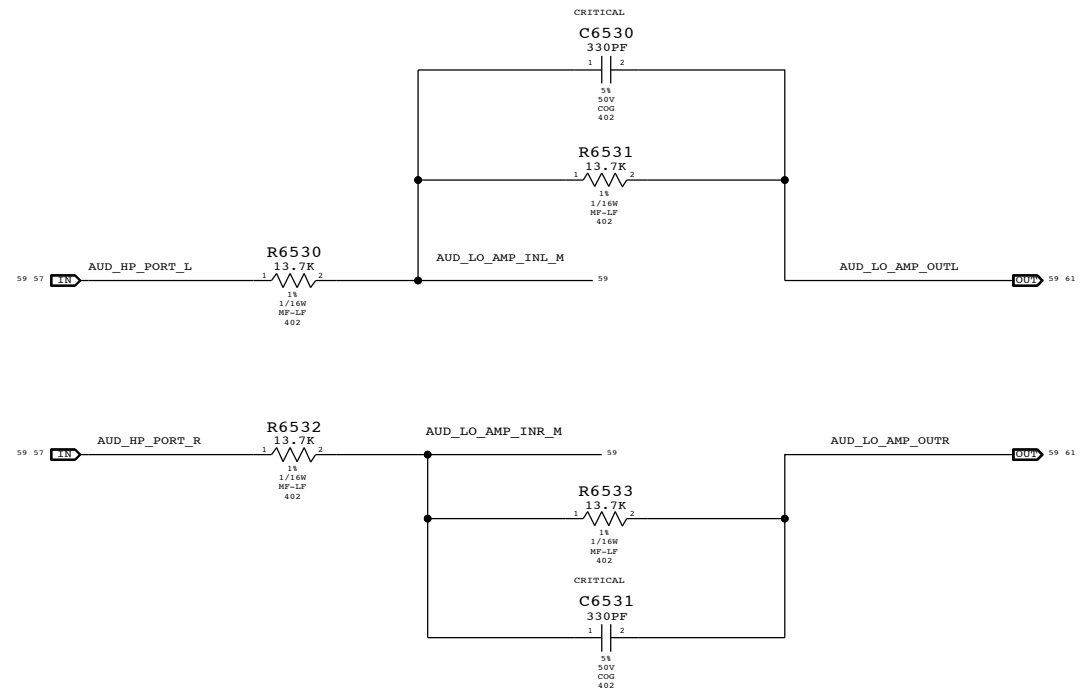 CRITICAL
C6530
330PF
1 2
5%
50V
COG
402
R6531
13.7K
1 2
1%
1/16W
MF-LF
402
R6530
AUD_LO_AMP_INL_M
AUD_HP_PORT_L
13.7K
AUD_LO_AMP_OUTL
59 57 IN
1 2
59
OUT 59 61
1%
1/16W
MF-LF
402
R6532
AUD_LO_AMP_INR_M
AUD_HP_PORT_R
13.7K
AUD_LO_AMP_OUTR
59 57 IN
1 2
59
OUT 59 61
1%
1/16W
MF-LF
402
R6533
13.7K
1 2
1%
1/16W
MF-LF
402
CRITICAL
C6531
330PF
1 2
5%
50V
COG
402